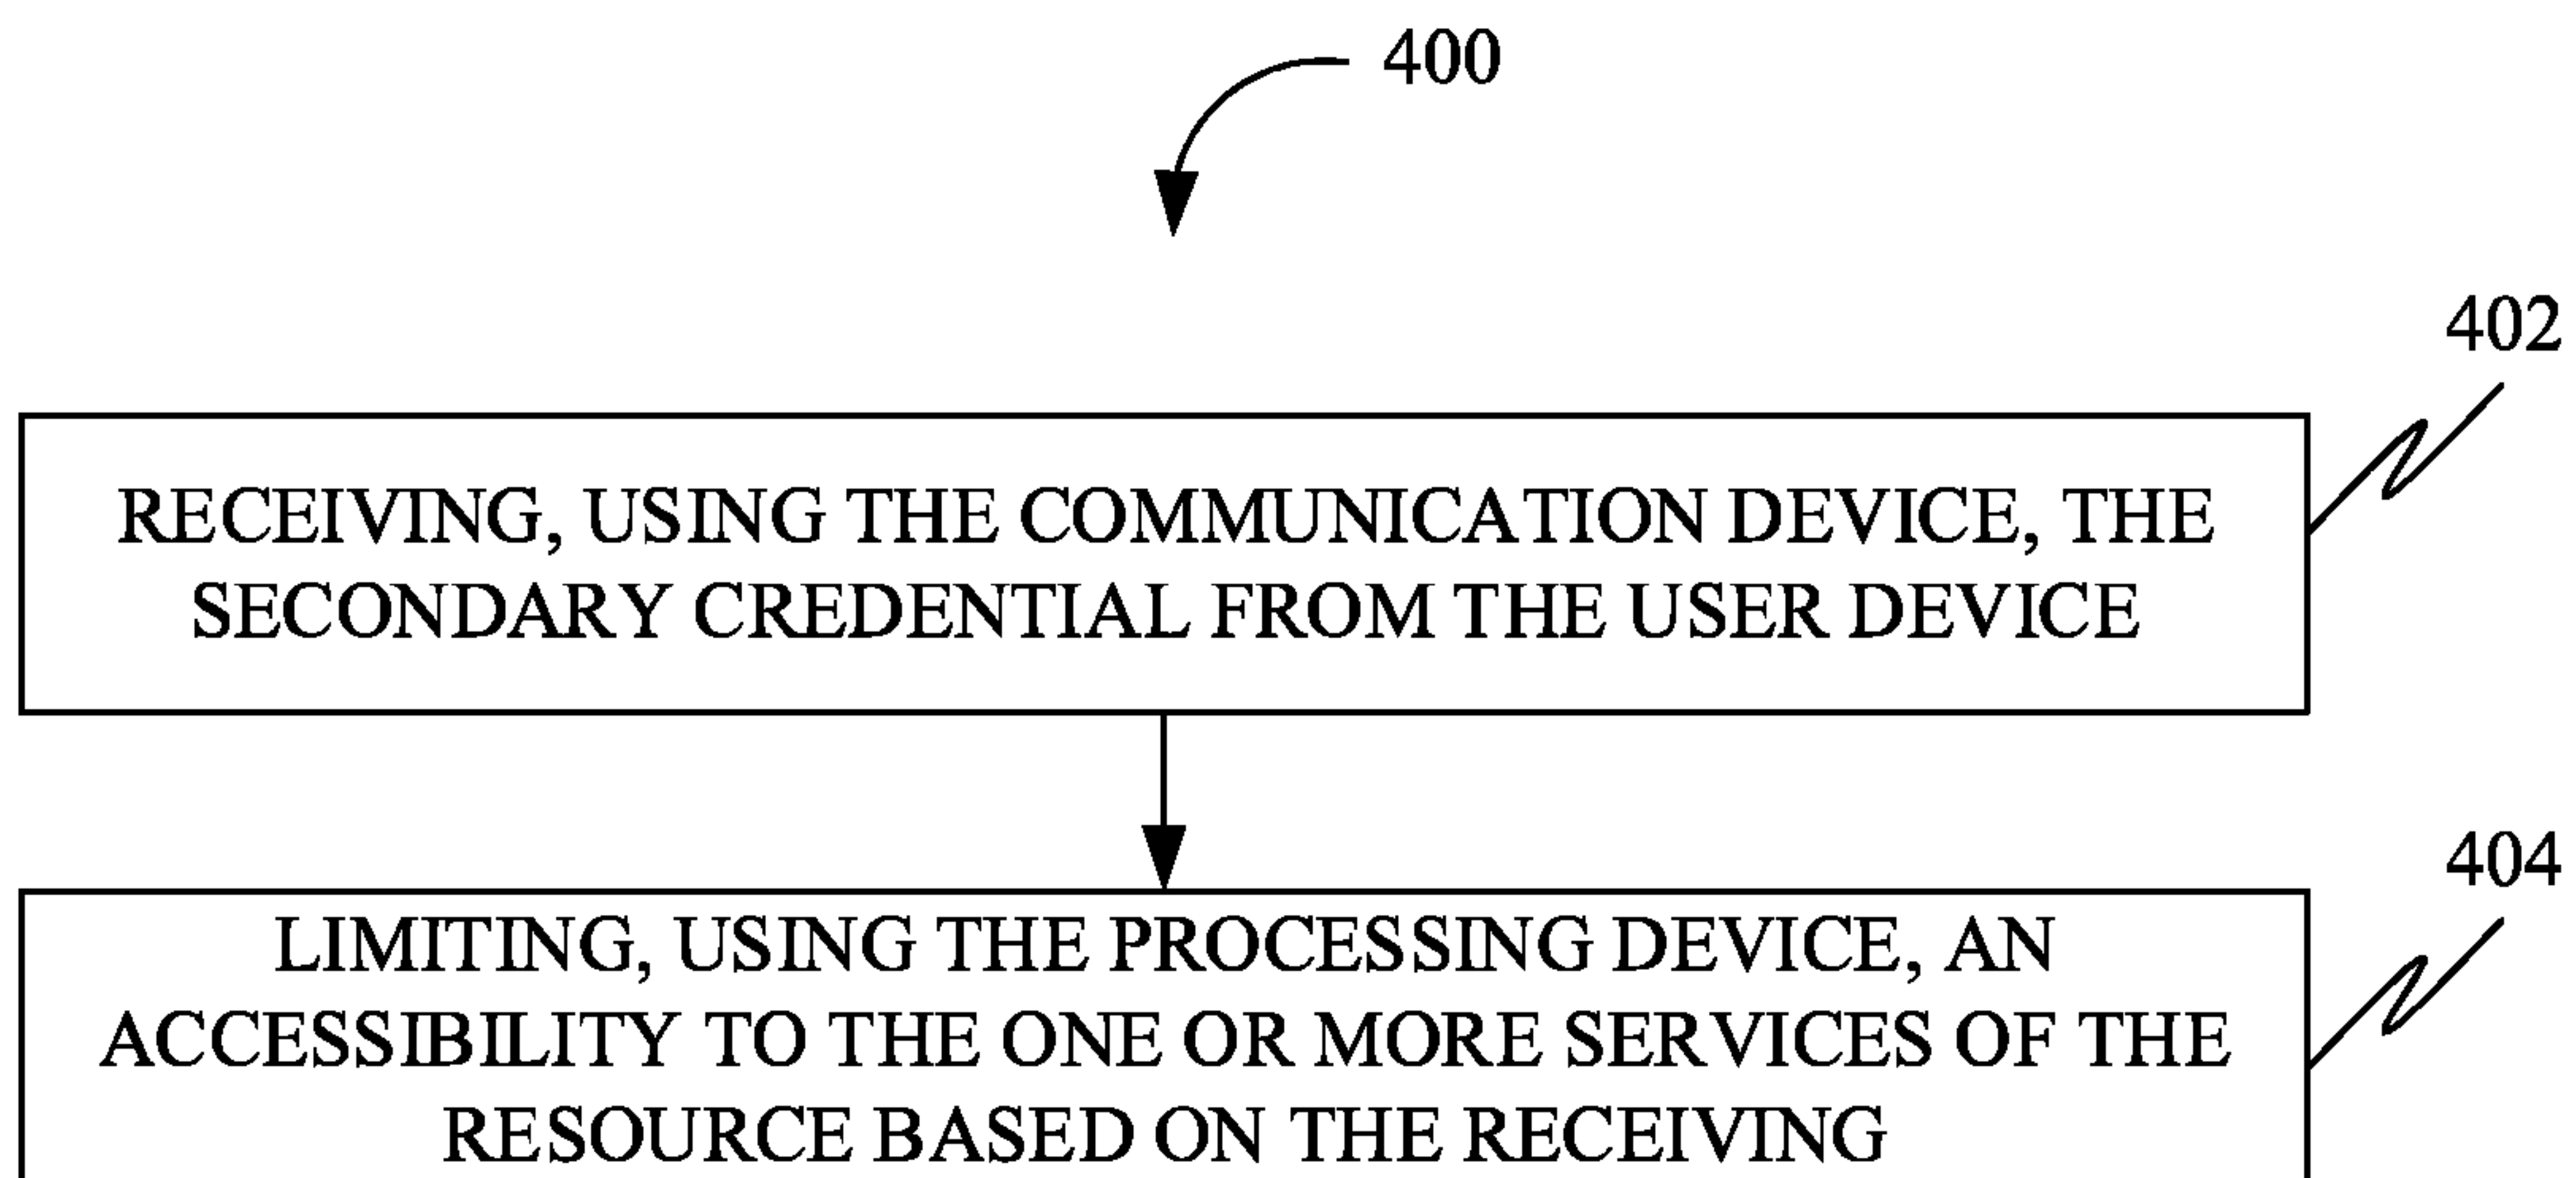 400
402
RECEIVING, USING THE COMMUNICATION DEVICE, THE
SECONDARY CREDENTIAL FROM THE USER DEVICE
404
LIMITING, USING THE PROCESSING DEVICE, AN
ACCESSIBILITY TO THE ONE OR MORE SERVICES OF THE
RESOURCE BASED ON THE RECEIVING